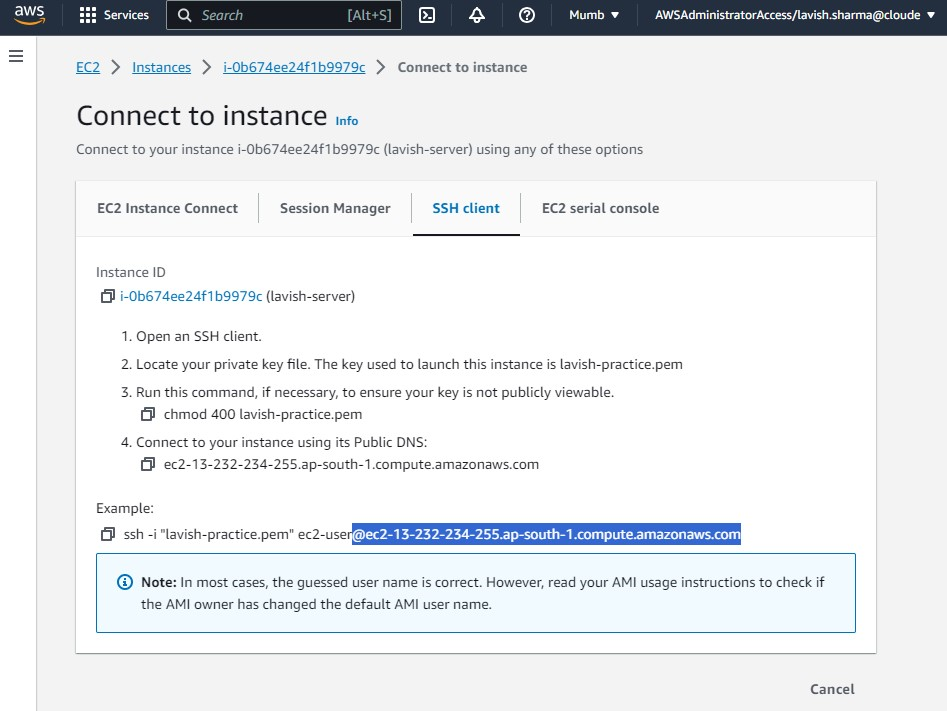 aws Services Search [Alt+S] Mumb AWSAdministratorAccess/lavish.sharma@cloude
EC2 > Instances > i-0b674ee24f1b9979c > Connect to instance
Connect to instance Info
Connect to your instance i-0b674ee24f1b9979c (lavish-server) using any of these options
EC2 Instance Connect Session Manager SSH client EC2 serial console
Instance ID
i-0b674ee24f1b9979c (lavish-server)
1. Open an SSH client.
2. Locate your private key file. The key used to launch this instance is lavish-practice.pem
3. Run this command, if necessary, to ensure your key is not publicly viewable.
chmod 400 lavish-practice.pem
4. Connect to your instance using its Public DNS:
ec2-13-232-234-255.ap-south-1.compute.amazonaws.com
Example:
ssh -i "lavish-practice.pem" ec2-user@ec2-13-232-234-255.ap-south-1.compute.amazonaws.com
Note: In most cases, the guessed user name is correct. However, read your AMI usage instructions to check if
the AMI owner has changed the default AMI user name.
Cancel